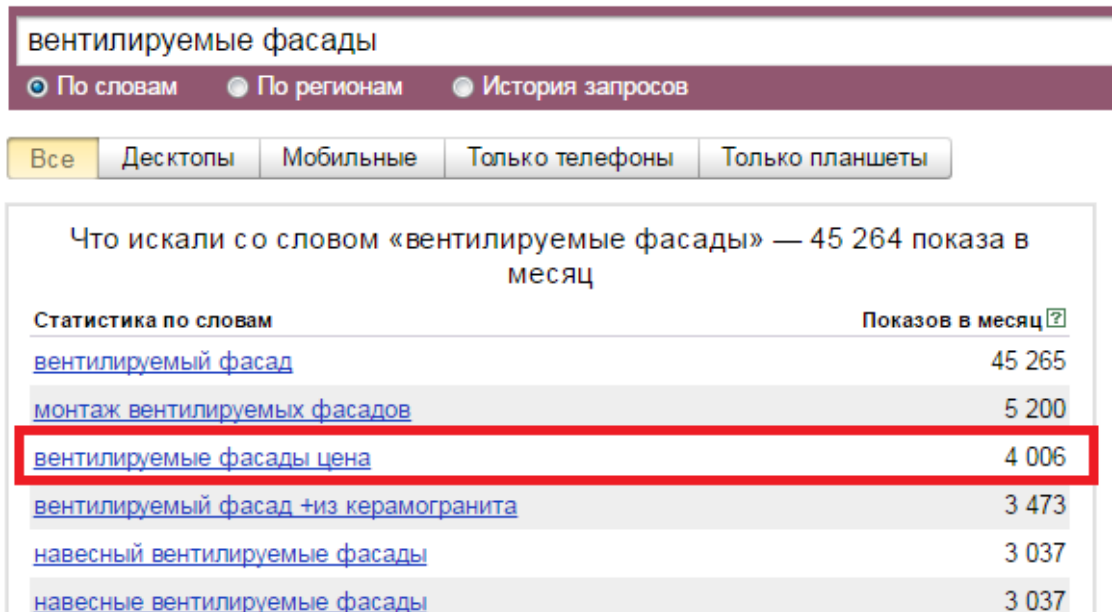 вентилируемые фасады
По словам По регионам История запросов
Все Десктопы Мобильные Только телефоны Только планшеты
Что искали со словом «вентилируемые фасады» — 45 264 показа в
месяц
Статистика по словам Показов в месяц ?
вентилируемый фасад 45 265
монтаж вентилируемых фасадов 5 200
вентилируемые фасады цена 4 006
вентилируемый фасад +из керамогранита 3 473
навесный вентилируемые фасады 3 037
навесные вентилируемые фасады 3 037